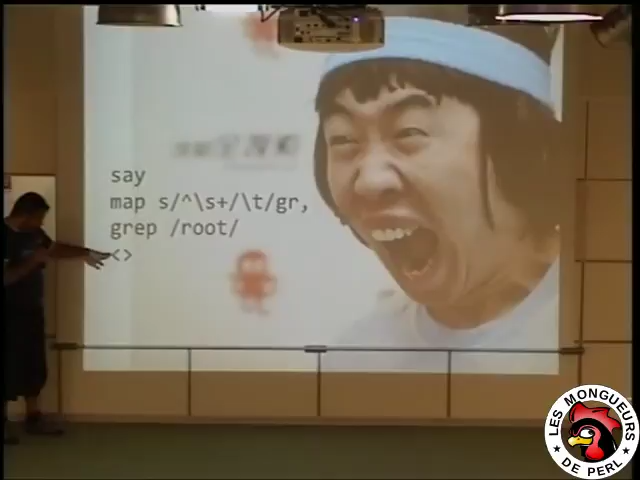 say
map s/^\s+/\t/gr,
grep /root/
<>
LES MONGUEURS
DE PERL